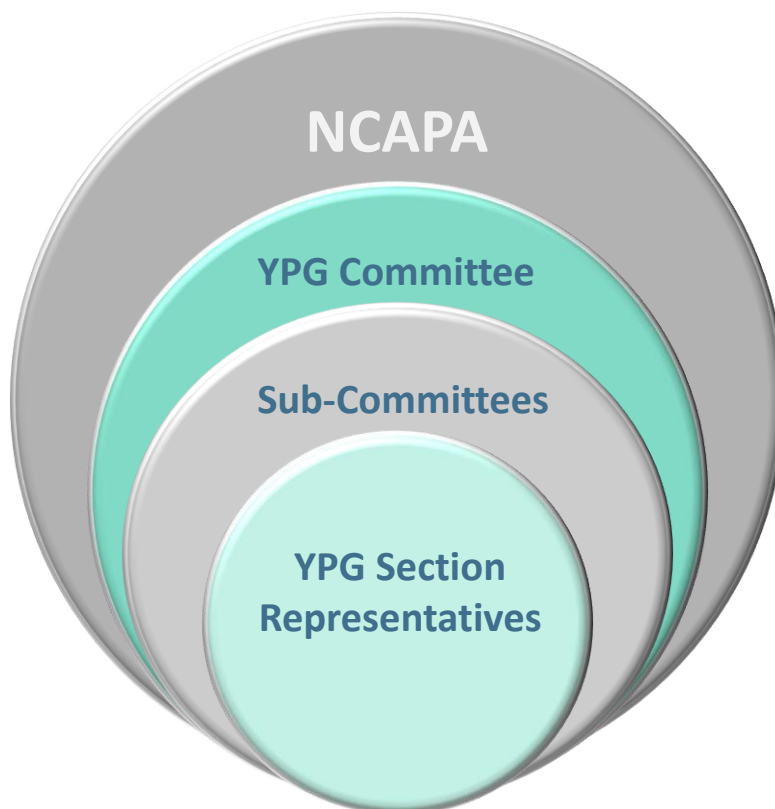 NCAPA
YPG Committee
Sub-Committees
YPG Section
Representatives